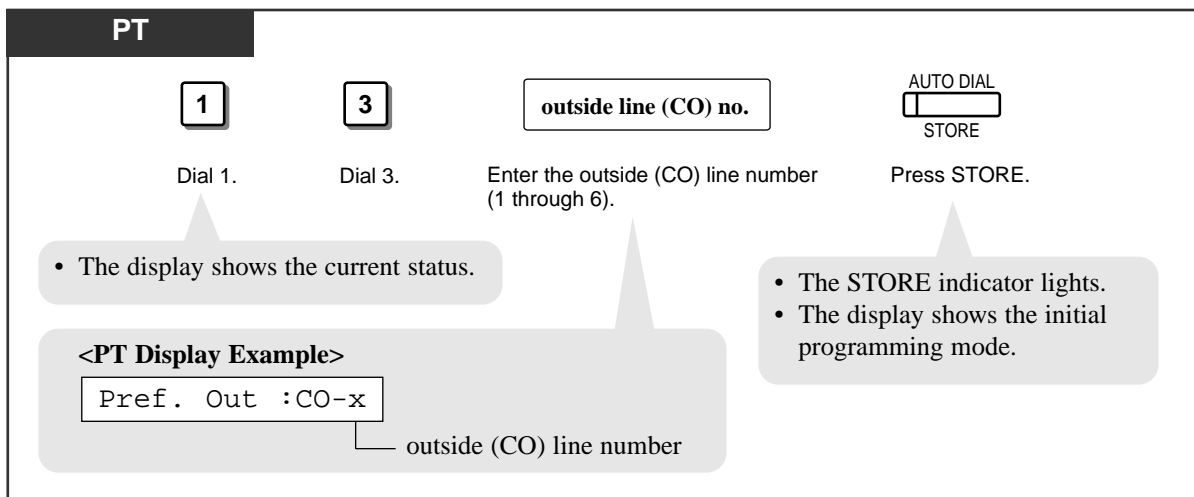 PT
1
3
outside line (CO) no.
AUTO DIAL
STORE
Dial 1.
Dial 3.
Enter the outside (CO) line number
(1 through 6).
Press STORE.
• The display shows the current status.
• The STORE indicator lights.
• The display shows the initial
programming mode.
<PT Display Example>
Pref. Out :CO-x
outside (CO) line number